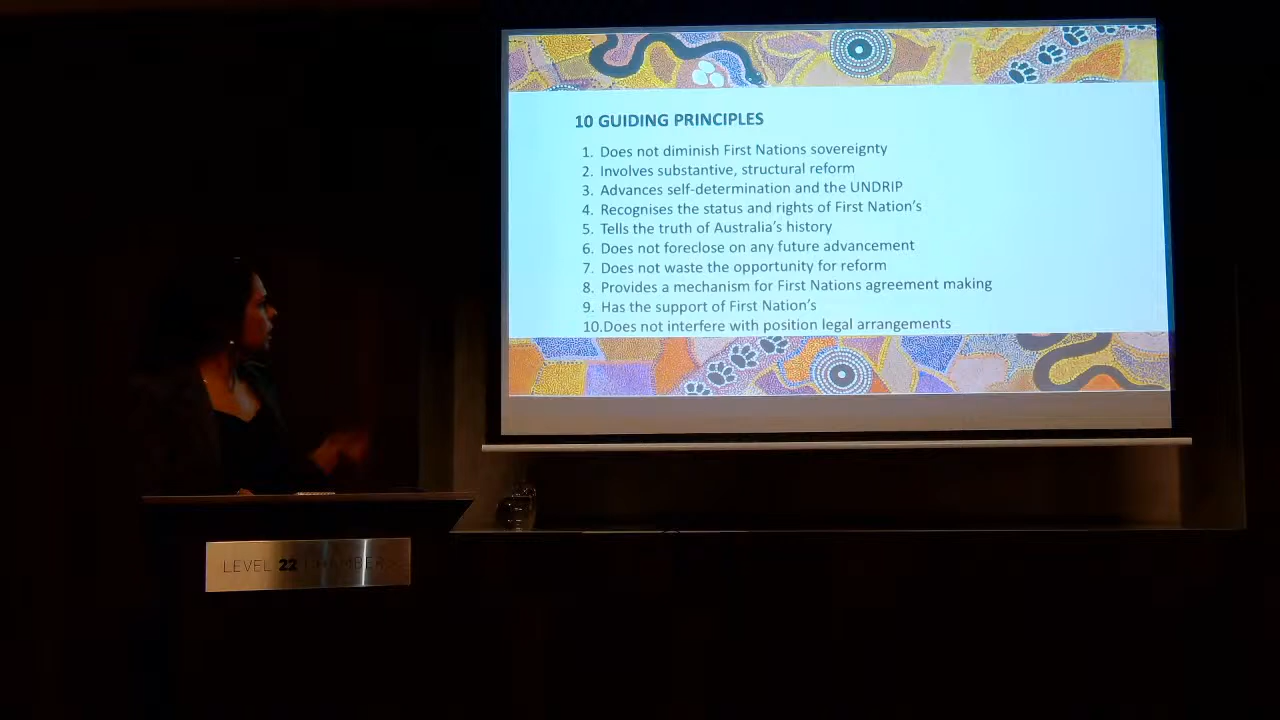 10 GUIDING PRINCIPLES
1. Does not diminish First Nations sovereignty
2. Involves substantive, structural reform
3. Advances self-determination and the UNDRIP
4. Recognises the status and rights of First Nation's
5. Tells the truth of Australia's history
6. Does not foreclose on any future advancement
7. Does not waste the opportunity for reform
8. Provides a mechanism for First Nations agreement making
9. Has the support of First Nation's
10.Does not interfere with position legal arrangements
LEVEL 22 CHAMBERS